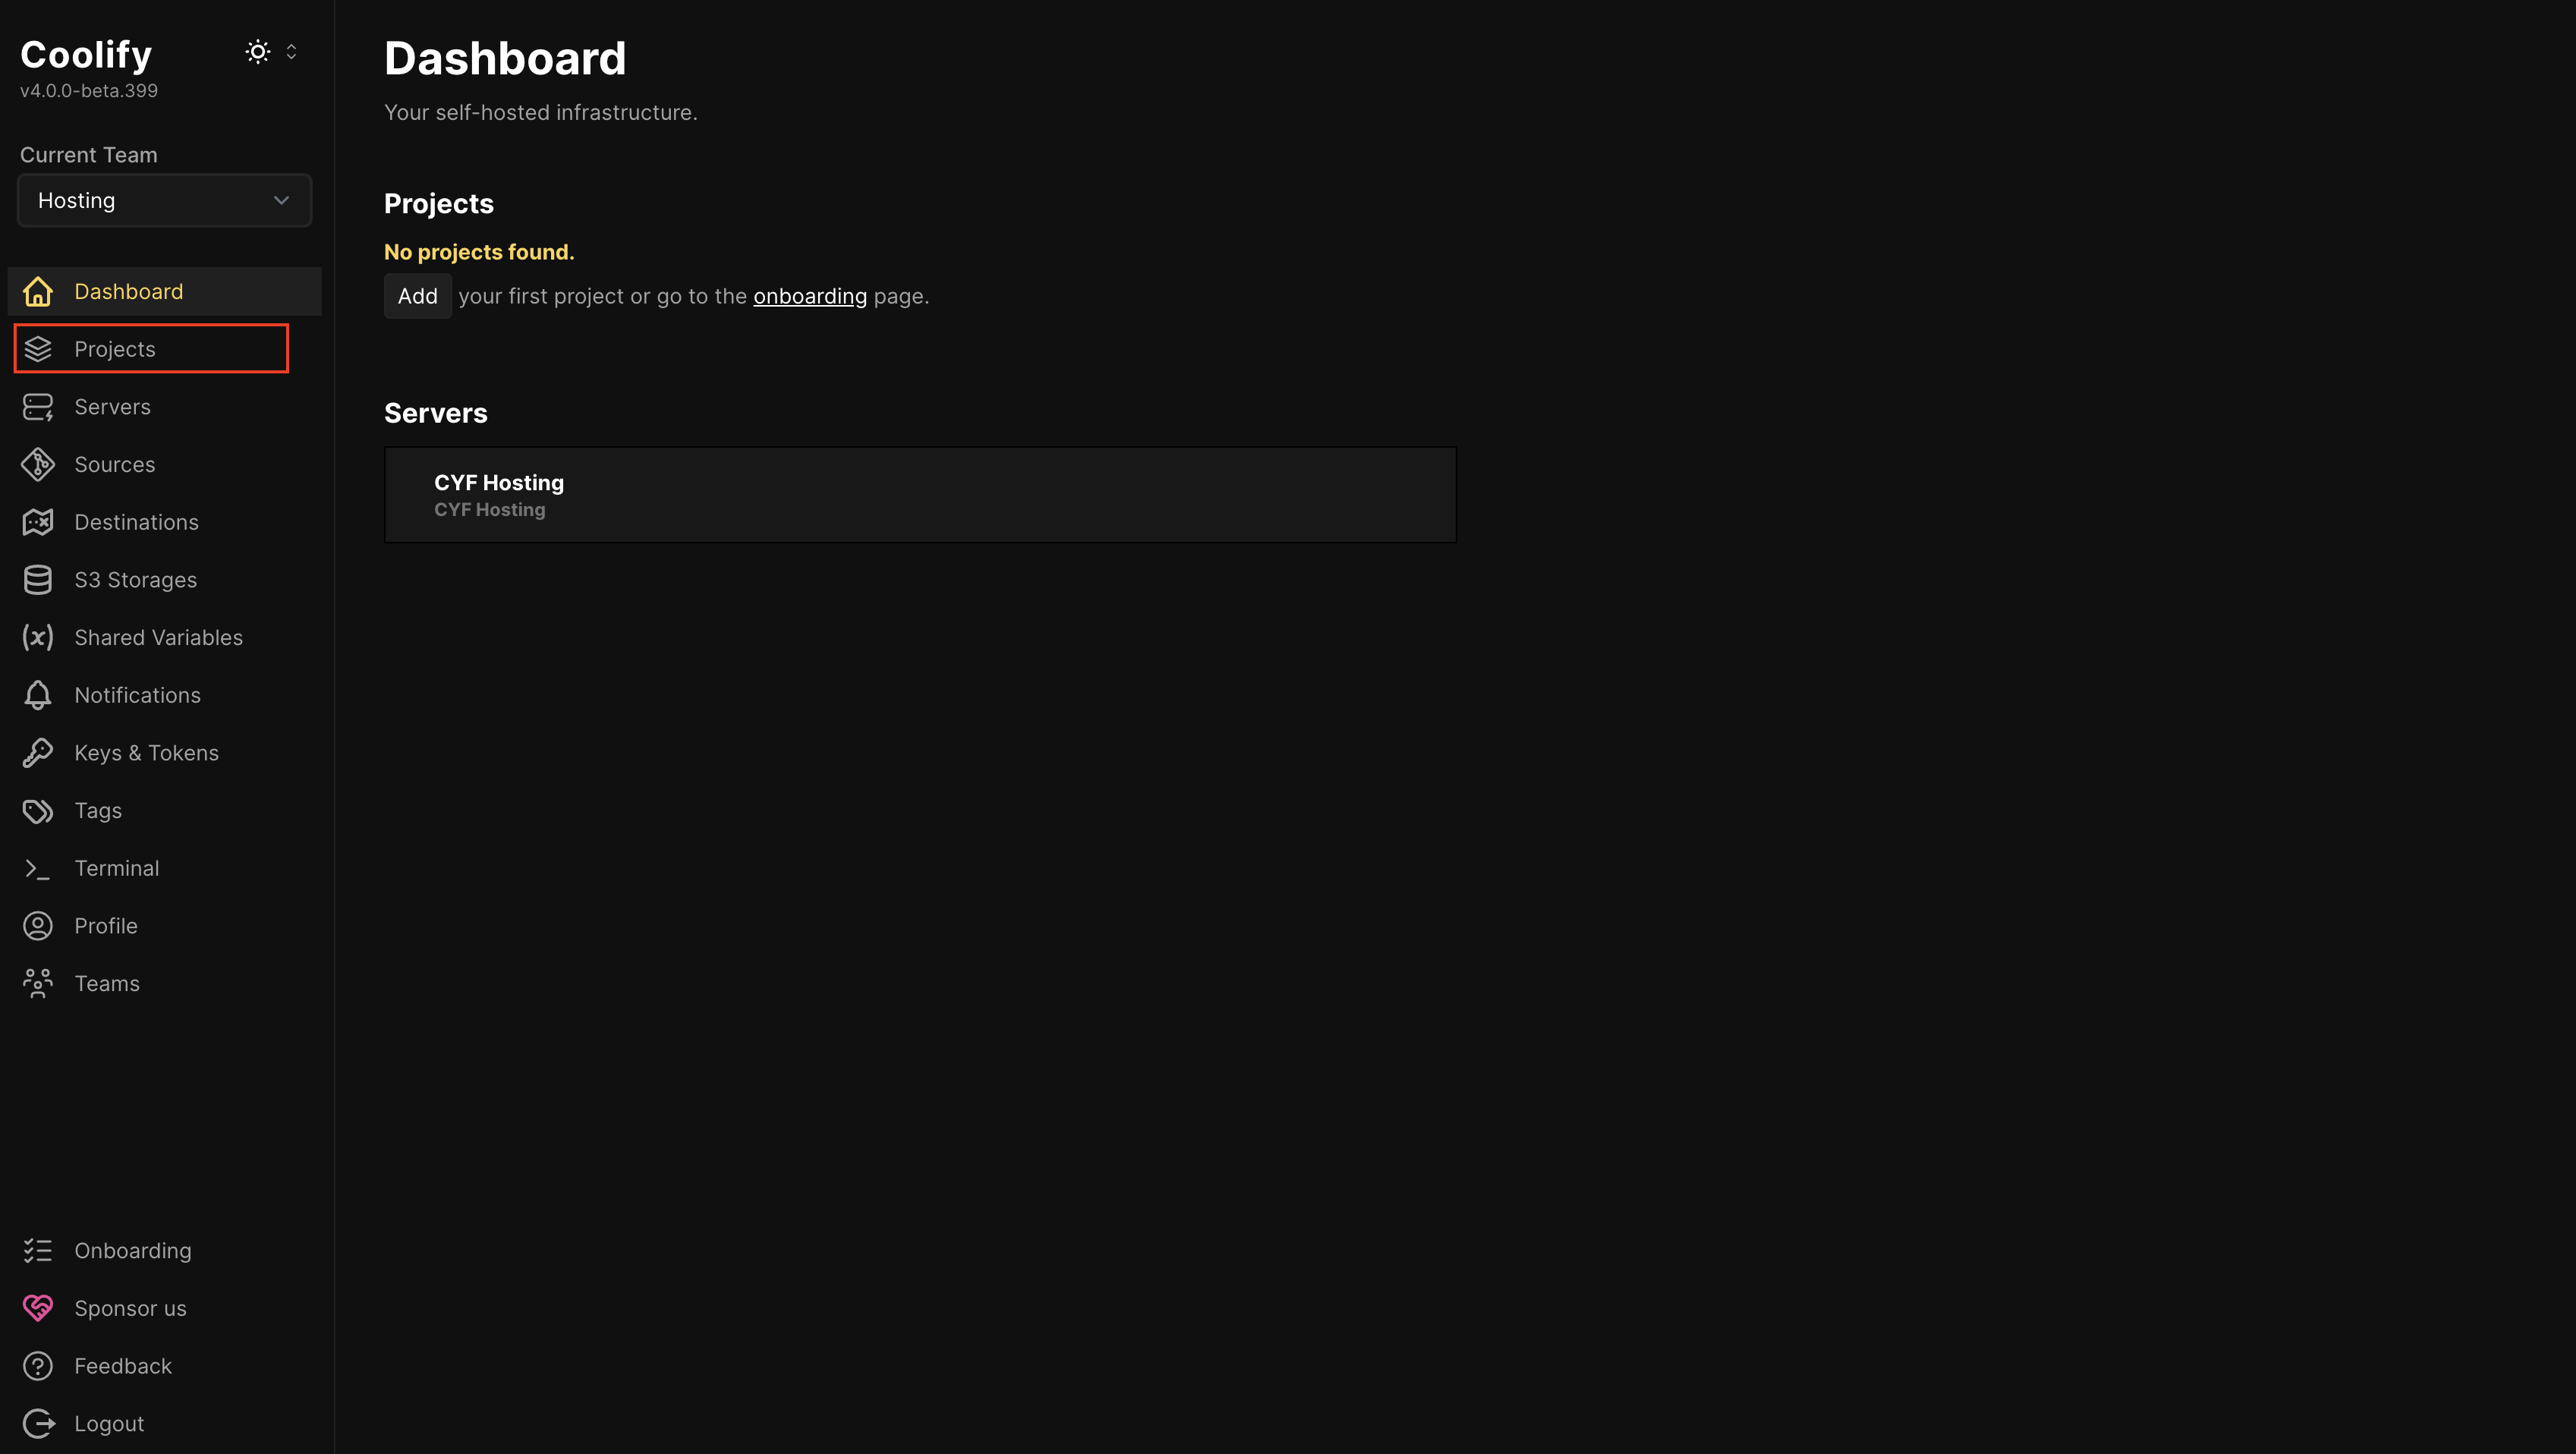 Coolify
v4.0.0-beta.399
Current Team
Hosting
Dashboard
Projects
Servers
Sources
Destinations
S3 Storages
Shared Variables
Notifications
Keys & Tokens
Tags
Terminal
Profile
Teams
Onboarding
Sponsor us
Feedback
Logout
Dashboard
Your self-hosted infrastructure.
Projects
No projects found.
Add your first project or go to the onboarding page.
Servers
CYF Hosting
CYF Hosting